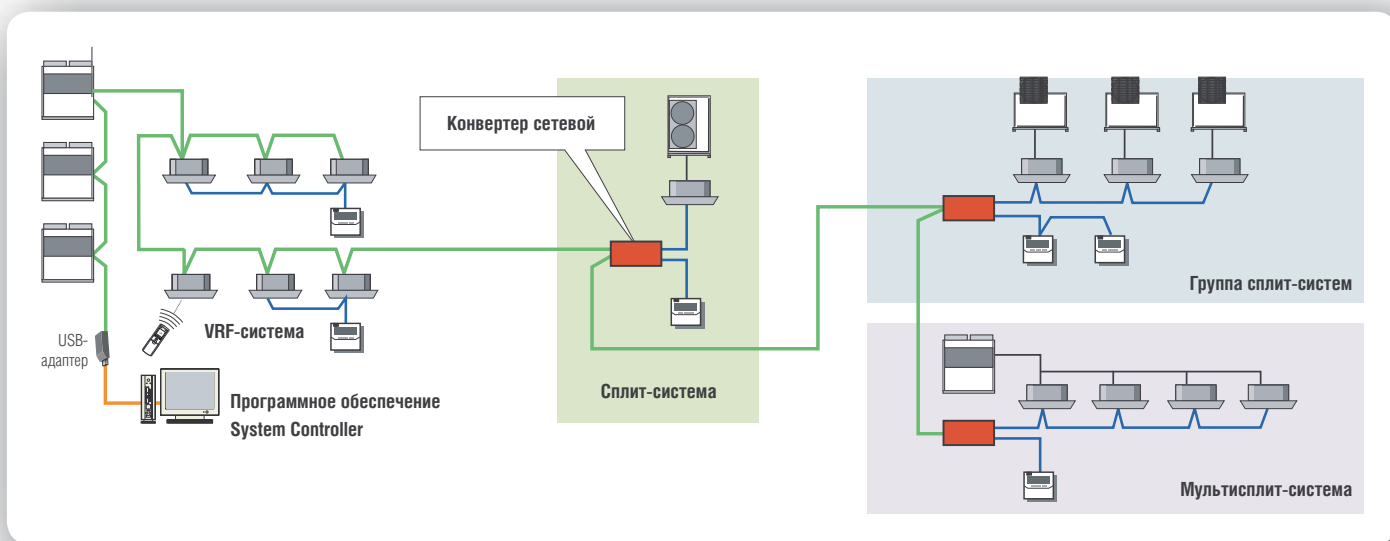 Конвертер сетевой
Группа сплит-систем
VRF-система
USB-
адаптер
Сплит-система
Программное обеспечение
System Controller
Мультисплит-система